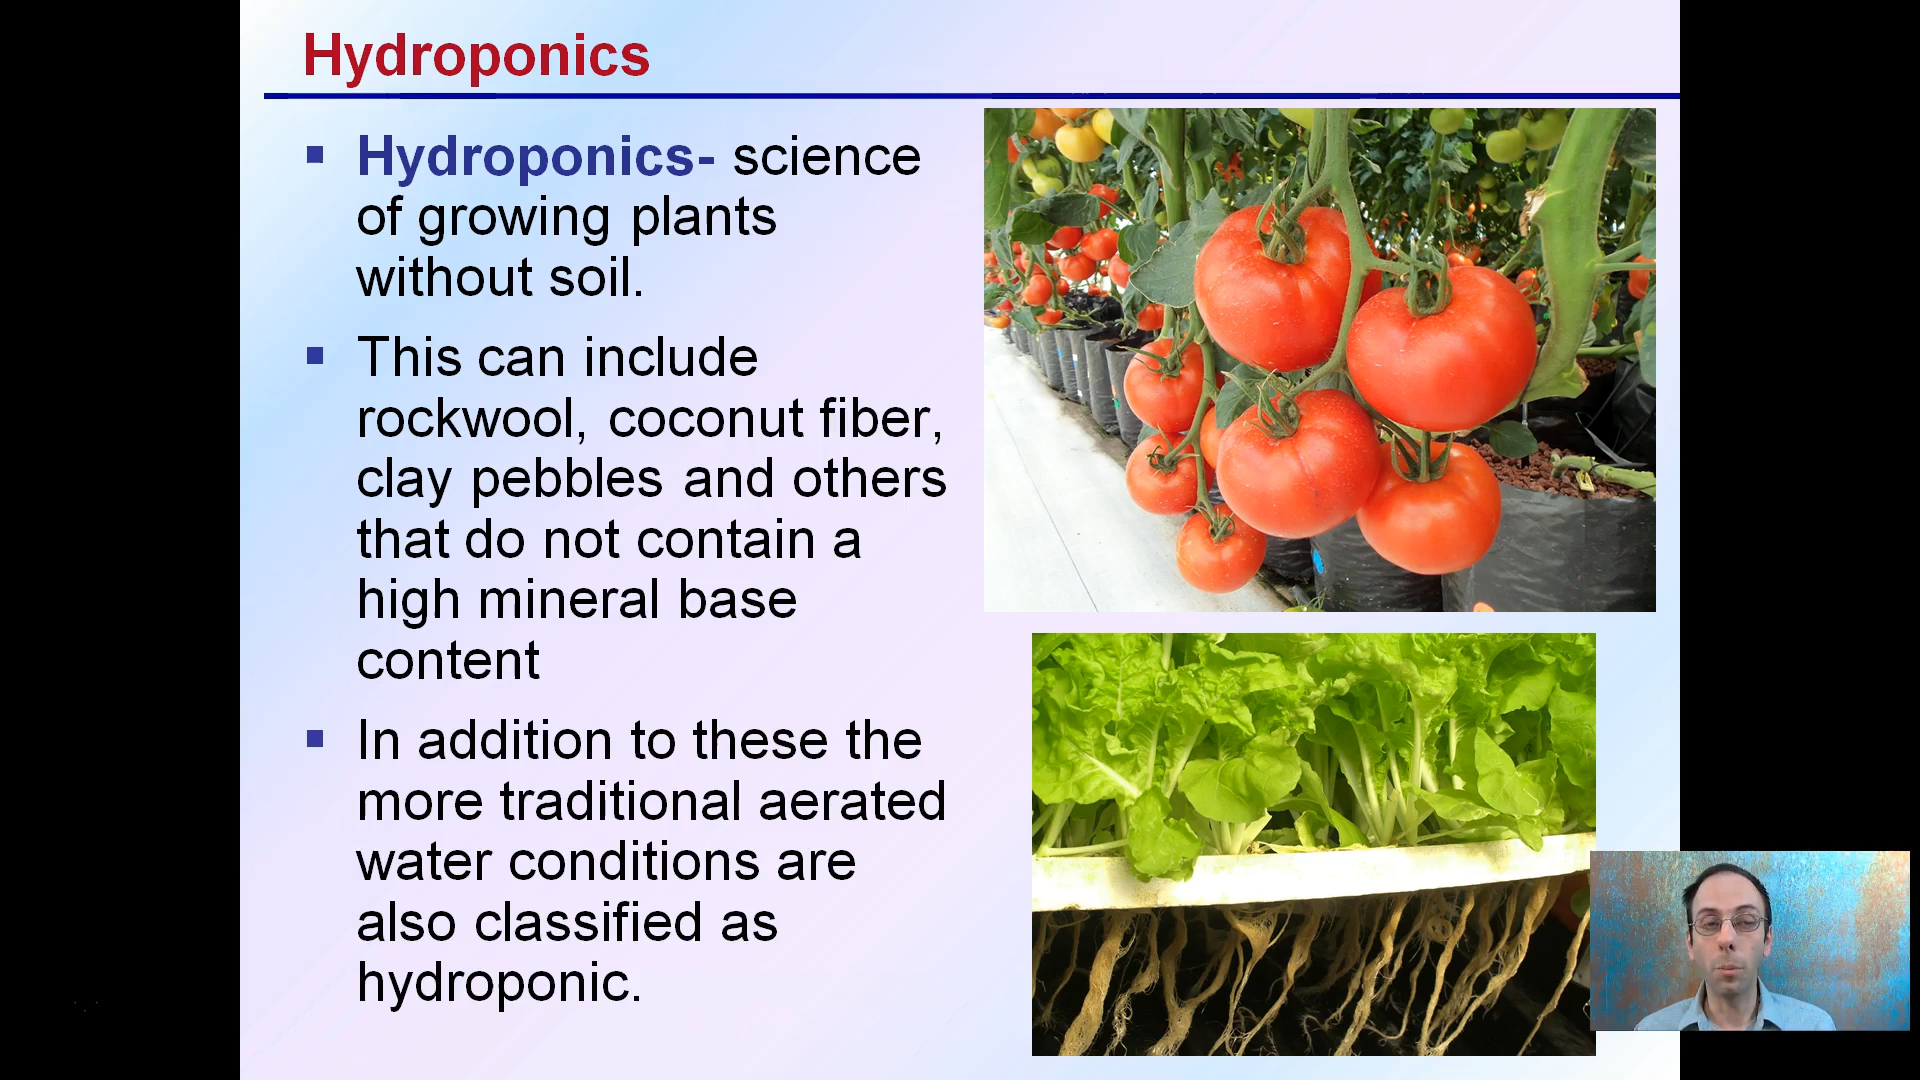 Hydroponics
Hydroponics- science
of growing plants
without soil.
This can include
rockwool, coconut fiber,
clay pebbles and others
that do not contain a
high mineral base
content
In addition to these the
more traditional aerated
water conditions are
also classified as
hydroponic.